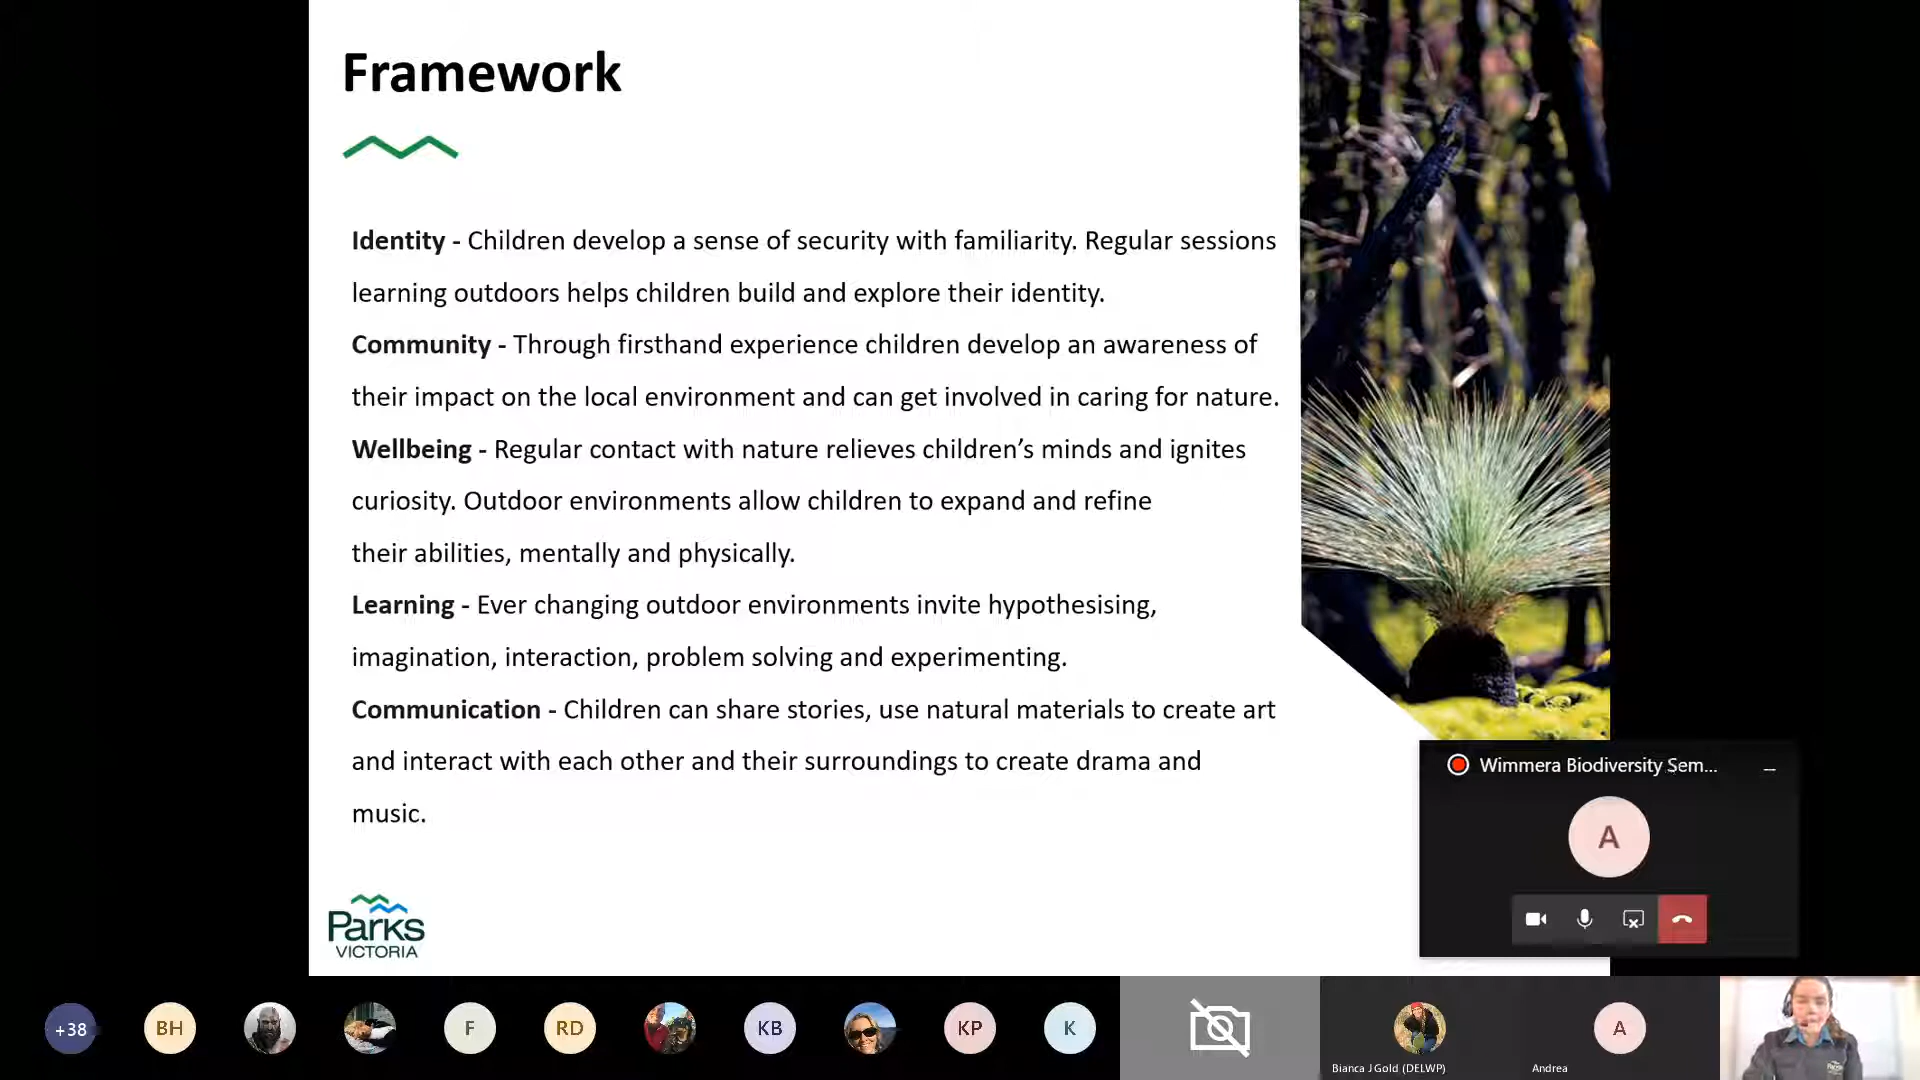 Framework
Identity - Children develop a sense of security with familiarity. Regular sessions
learning outdoors helps children build and explore their identity.
Community - Through firsthand experience children develop an awareness of
their impact on the local environment and can get involved in caring for nature.
Wellbeing - Regular contact with nature relieves children’s minds and ignites
curiosity. Outdoor environments allow children to expand and refine
their abilities, mentally and physically.
Learning - Ever changing outdoor environments invite hypothesising,
imagination, interaction, problem solving and experimenting.
Communication - Children can share stories, use natural materials to create art
and interact with each other and their surroundings to create drama and
music.
Wimmera Biodiversity Sem...
A
Parks
VICTORIA
+38
BH
F
RD
KB
KP
K
Bianca J Gold (DELWP)
A
Andrea